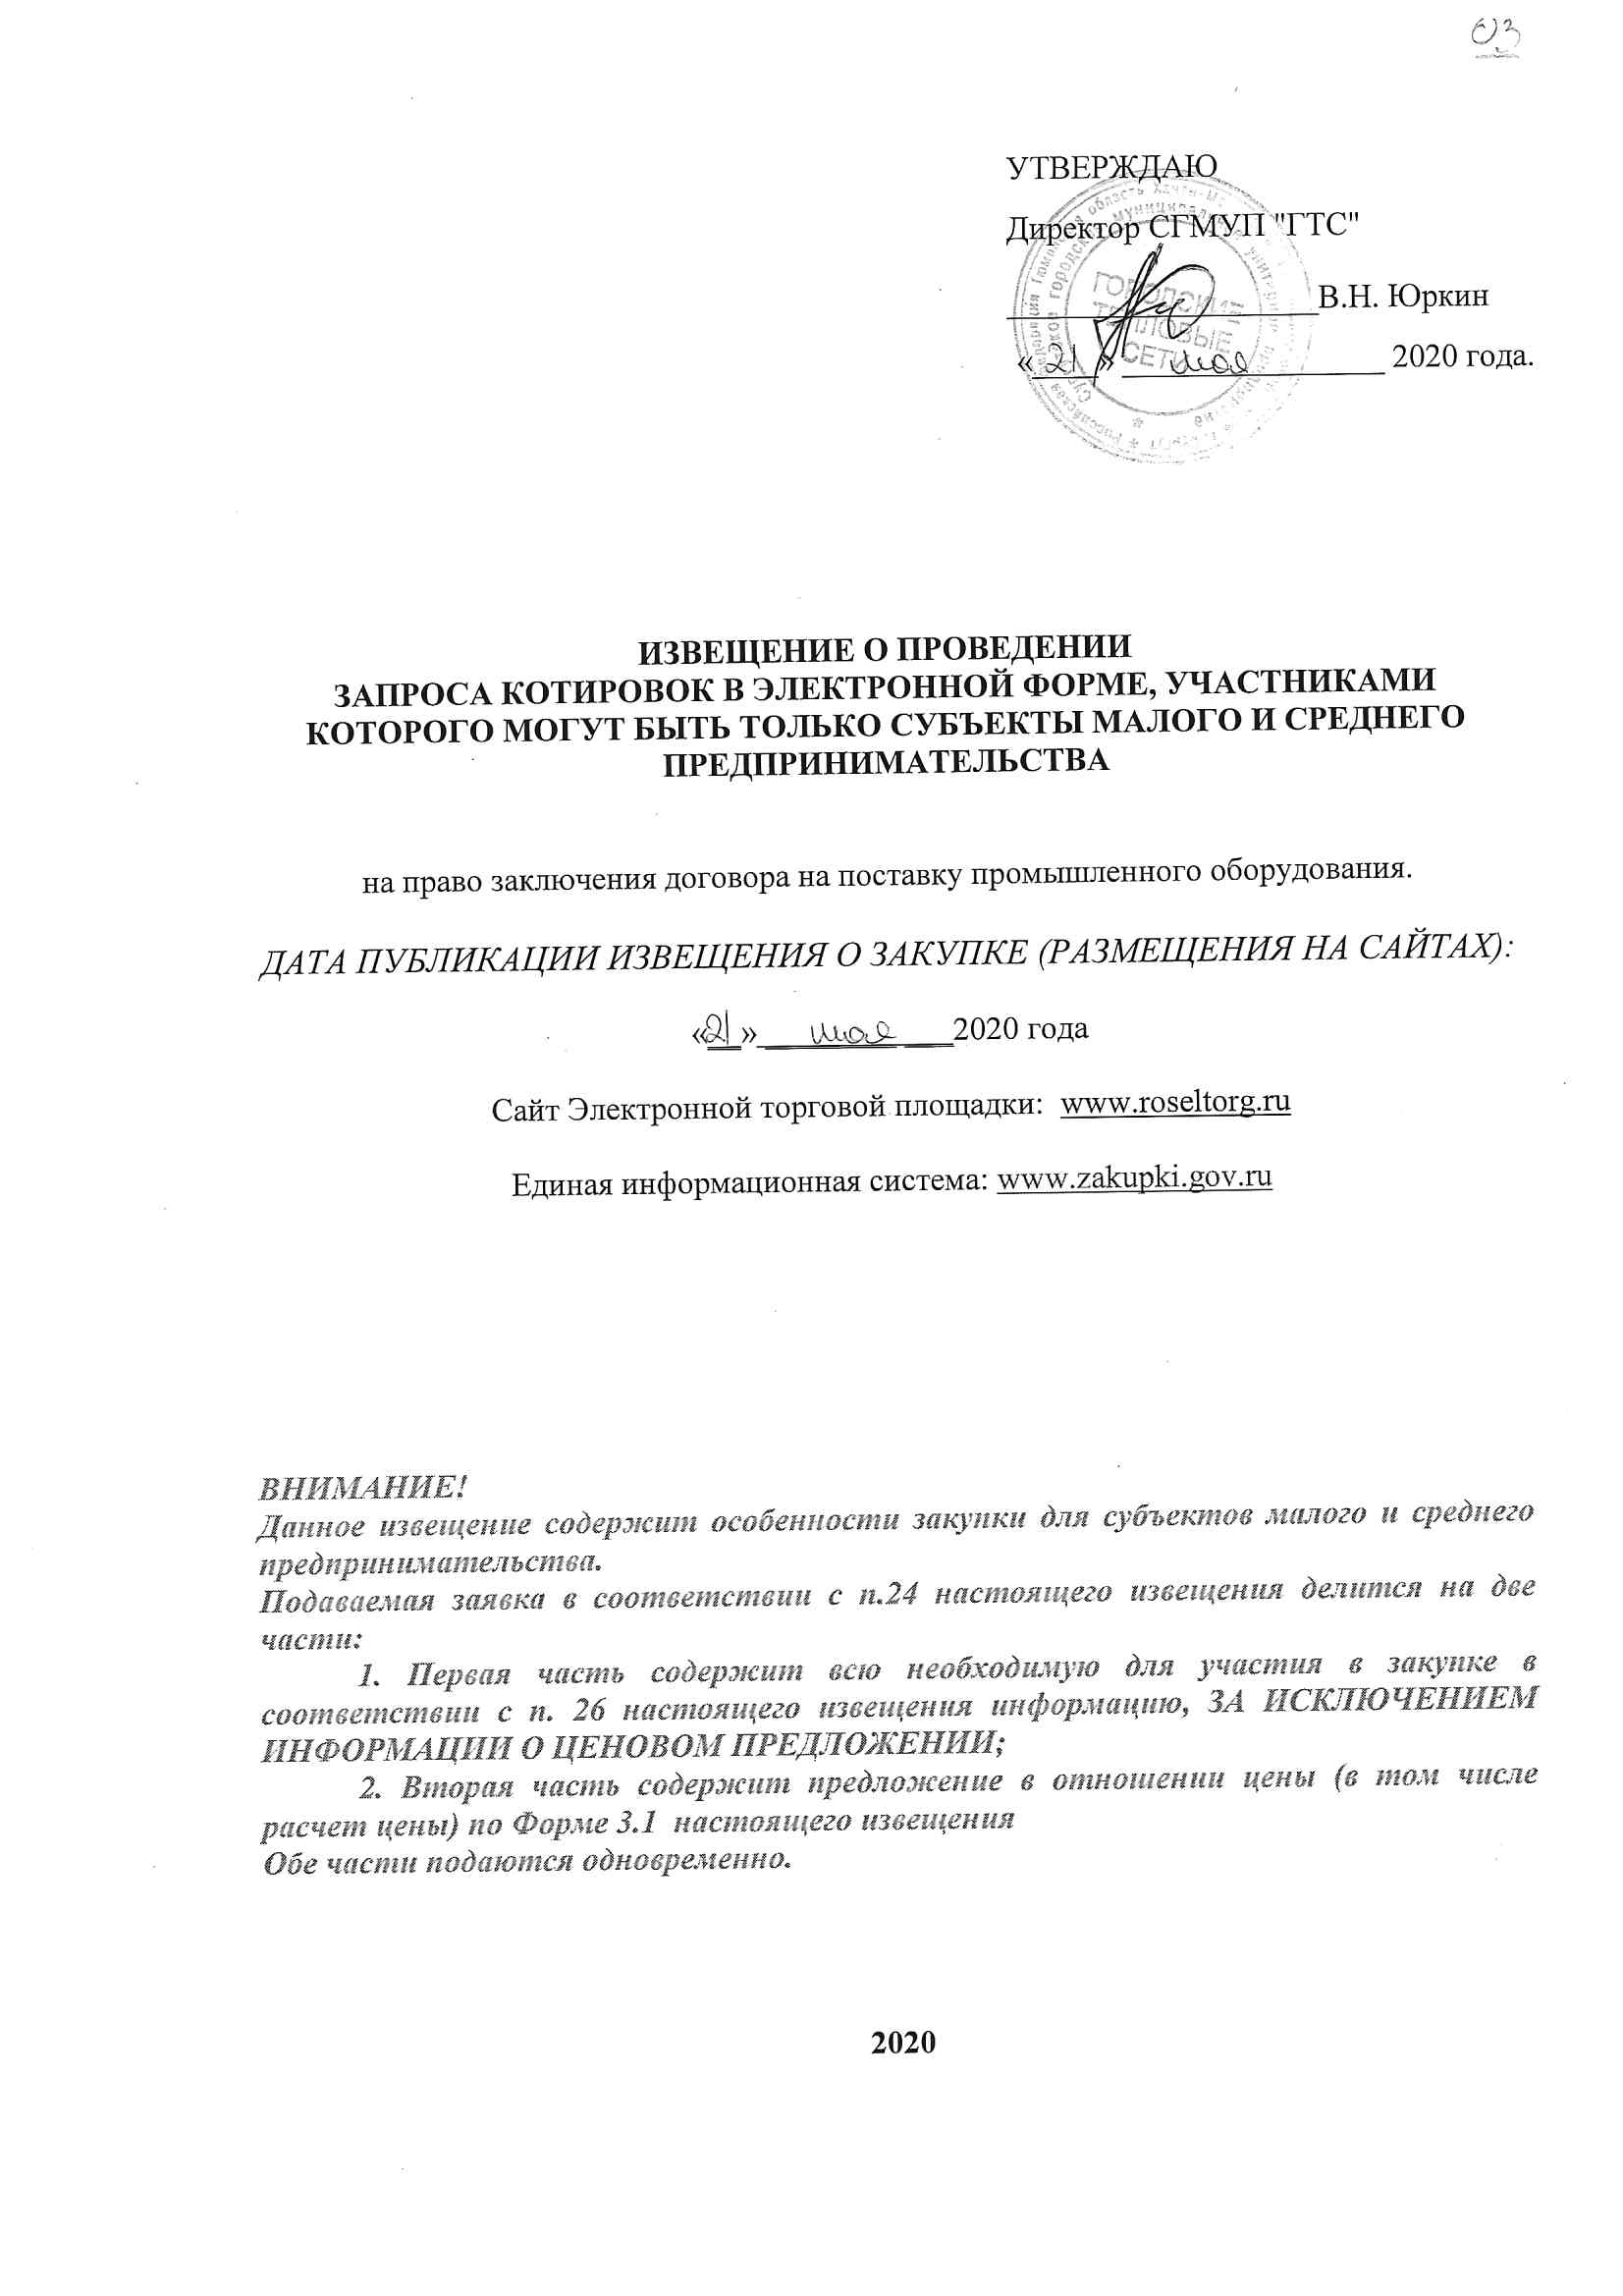 УТВЕРЖДАЮ
Директор СГМУП "ГТС"
ГОРОДСКИЕ
ТЕПЛОВЫЕ
СЕТИ
В.Н. Юркин
«21» мая 2020 года.
ИЗВЕЩЕНИЕ О ПРОВЕДЕНИИ
ЗАПРОСА КОТИРОВОК В ЭЛЕКТРОННОЙ ФОРМЕ, УЧАСТНИКАМИ
КОТОРОГО МОГУТ БЫТЬ ТОЛЬКО СУБЪЕКТЫ МАЛОГО И СРЕДНЕГО
ПРЕДПРИНИМАТЕЛЬСТВА
на право заключения договора на поставку промышленного оборудования.
ДАТА ПУБЛИКАЦИИ ИЗВЕЩЕНИЯ О ЗАКУПКЕ (РАЗМЕЩЕНИЯ НА САЙТАХ):
«21» мая 2020 года
Сайт Электронной торговой площадки: www.roseltorg.ru
Единая информационная система: www.zakupki.gov.ru
ВНИМАНИЕ!
Данное извещение содержит особенности закупки для субъектов малого и среднего
предпринимательства.
Подаваемая заявка в соответствии с п.24 настоящего извещения делится на две
части:
1. Первая часть содержит всю необходимую для участия в закупке в
соответствии с п. 26 настоящего извещения информацию, ЗА ИСКЛЮЧЕНИЕМ
ИНФОРМАЦИИ О ЦЕНОВОМ ПРЕДЛОЖЕНИИ;
2. Вторая часть содержит предложение в отношении цены (в том числе
расчет цены) по Форме 3.1 настоящего извещения
Обе части подаются одновременно.
2020